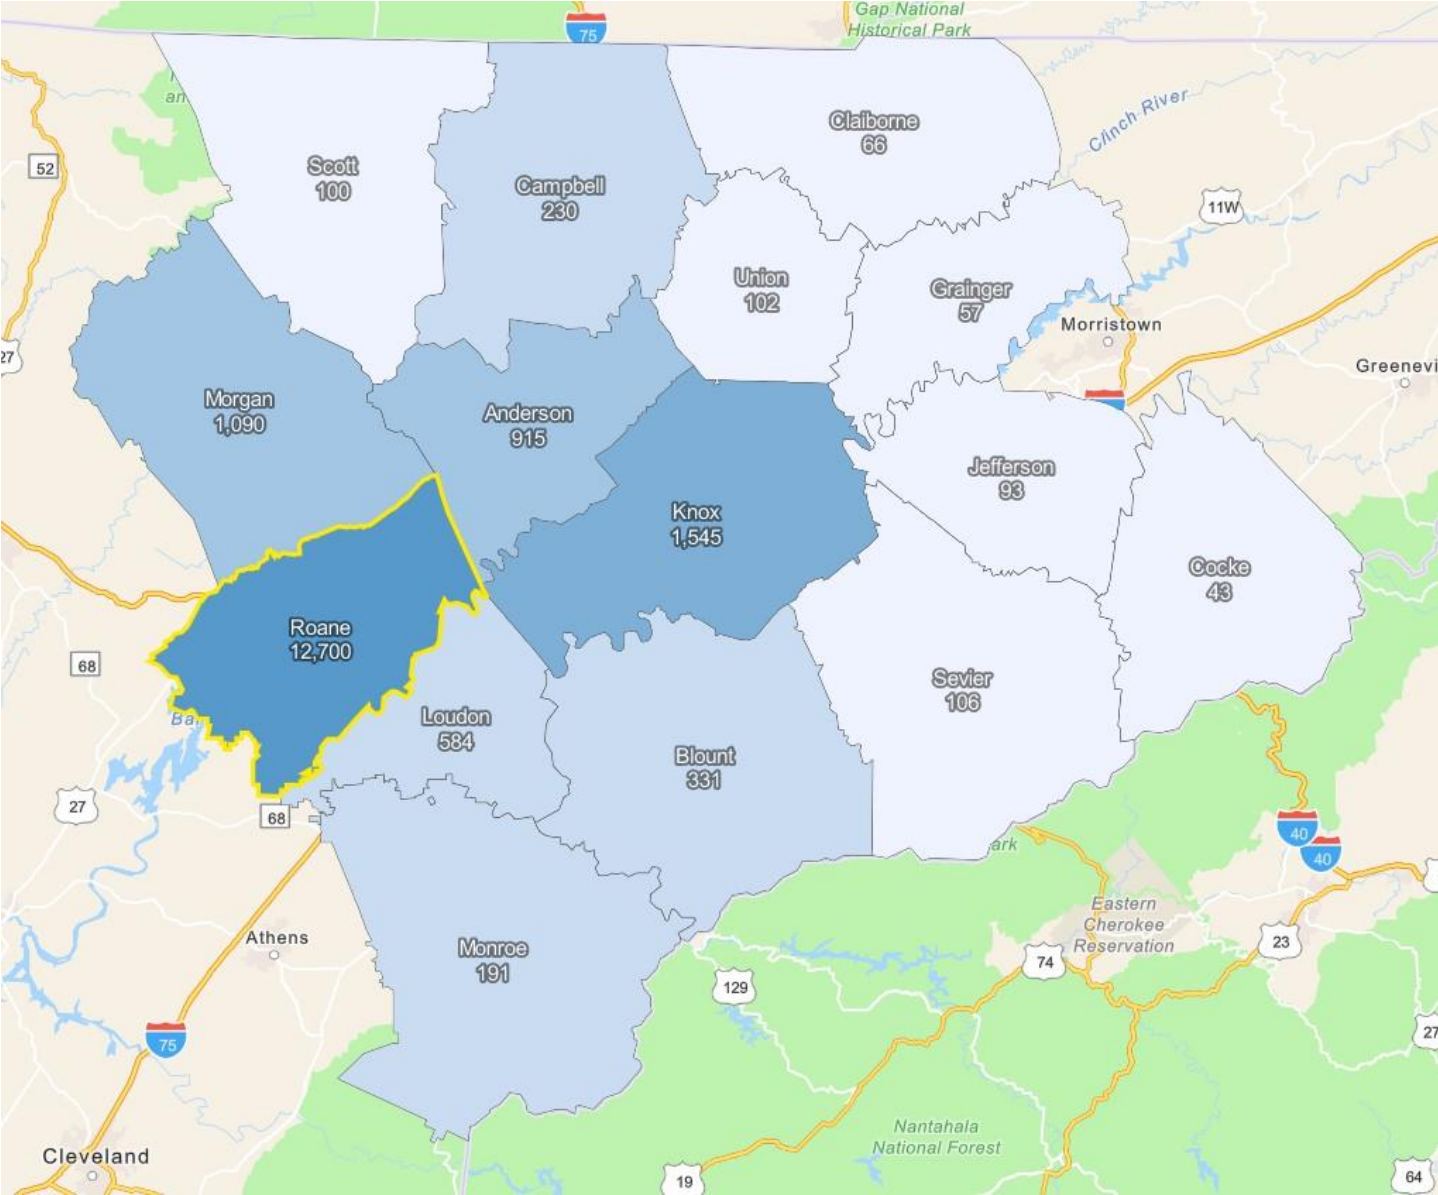 Gap National
Historical Park
75
an
Clinch River
Claiborne
66
52
Scott
100
Campbell
230
11W
Union
102
Grainger
57
Morristown
27
Greenevi
Morgan
1,090
Anderson
915
Jefferson
93
Knox
1,545
Cocke
43
Roane
12,700
68
Sevier
106
Ba
Loudon
584
Blount
331
27
68
40
40
ark
Eastern
Cherokee
Reservation
Athens
Monroe
191
23
74
129
75
27
Nantahala
National Forest
Cleveland
19
64